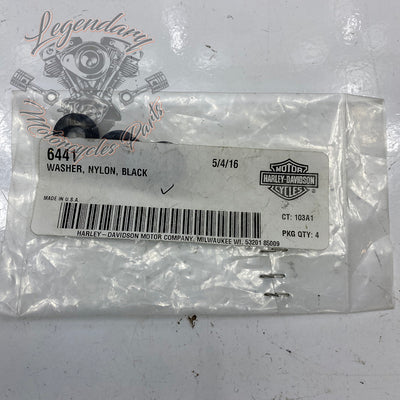 Legendary
Motorcycles Parts
6441 5/4/16
WASHER, NYLON, BLACK
MOTOR
HARLEY-DAVIDSON
CYCLES
MADE IN U.S.A.
CT: 103A1
PKG QTY: 4
HARLEY-DAVIDSON MOTOR COMPANY, MILWAUKEE WI. 53201 85009